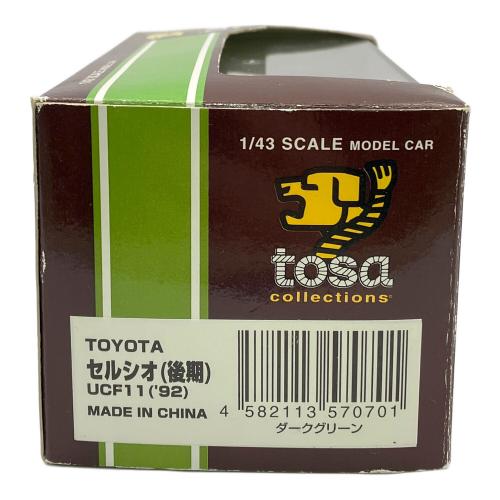 1/43 SCALE MODEL CAR
tosa
collections
TOYOTA
セルシオ(後期)
UCF11('92)
MADE IN CHINA
4 582113 570701
ダークグリーン